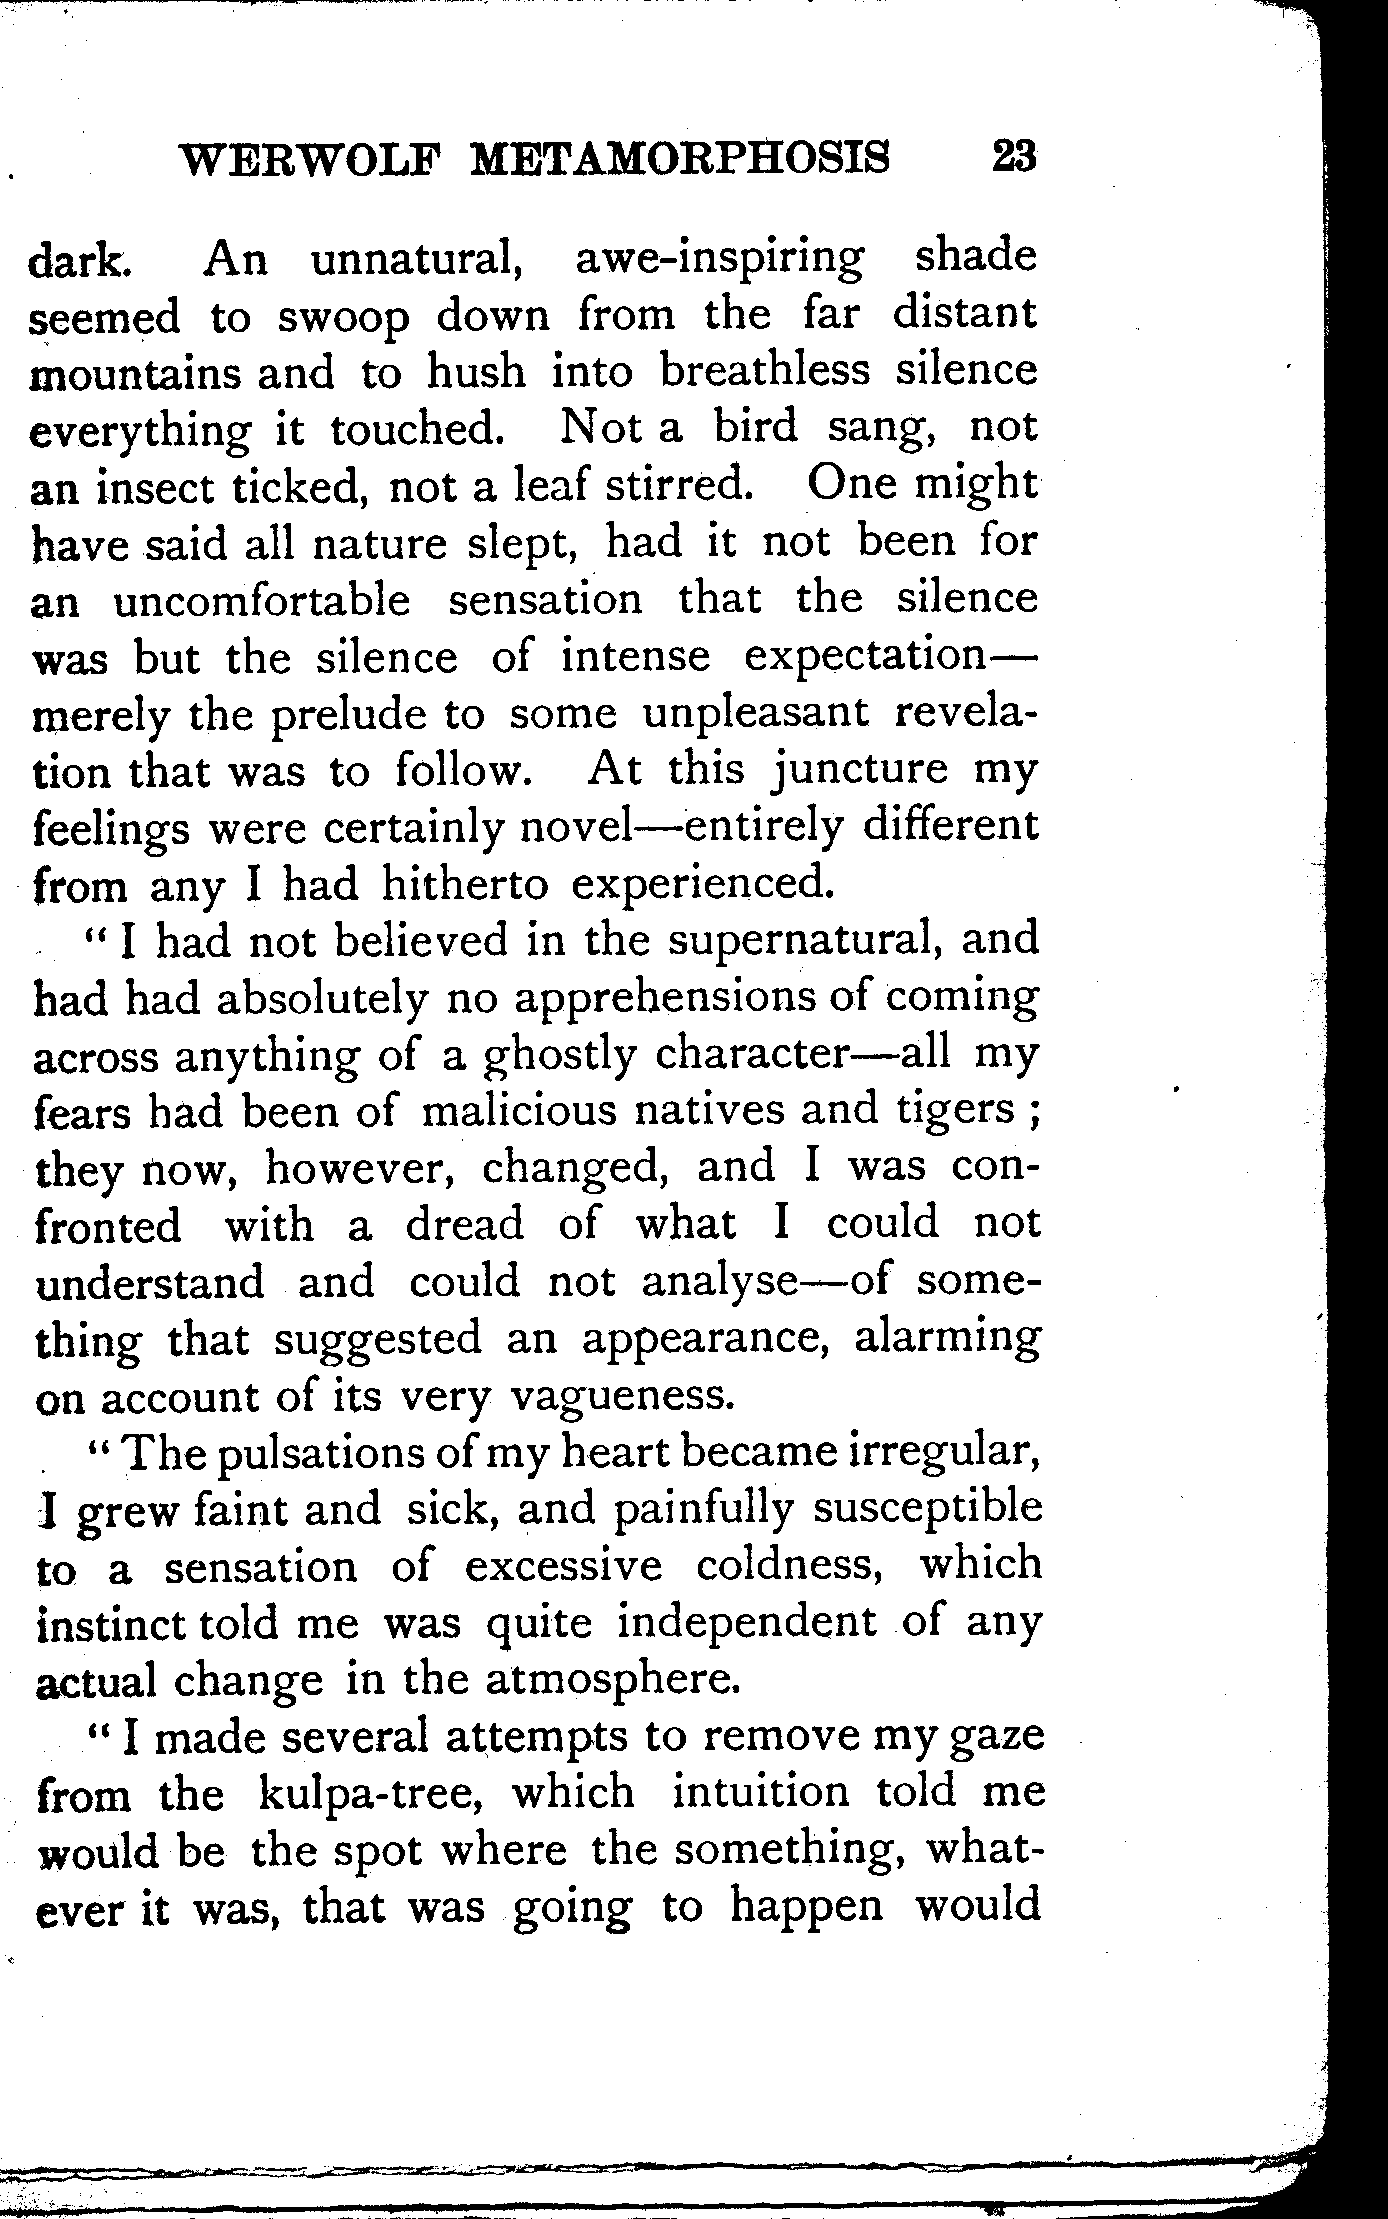 WERWOLF METAMORPHOSIS 23
dark. An unnatural, awe-inspiring shade
seemed to swoop down from the far distant
mountains and to hush into breathless silence
everything it touched. Not a bird sang, not
an insect ticked, not a leaf stirred. One might
have said all nature slept, had it not been for
an uncomfortable sensation that the silence
was but the silence of intense expectation—
merely the prelude to some unpleasant revela-
tion that was to follow. At this juncture my
feelings were certainly novel—entirely different
from any I had hitherto experienced.
“ I had not believed in the supernatural, and
had had absolutely no apprehensions of coming
across anything of a ghostly character—all my
fears had been of malicious natives and tigers ;
they now, however, changed, and I was con-
fronted with a dread of what I could not
understand and could not analyse—of some-
thing that suggested an appearance, alarming
on account of its very vagueness.
“ The pulsations of my heart became irregular,
I grew faint and sick, and painfully susceptible
to a sensation of excessive coldness, which
instinct told me was quite independent of any
actual change in the atmosphere.
“ I made several attempts to remove my gaze
from the kulpa-tree, which intuition told me
would be the spot where the something, what-
ever it was, that was going to happen would